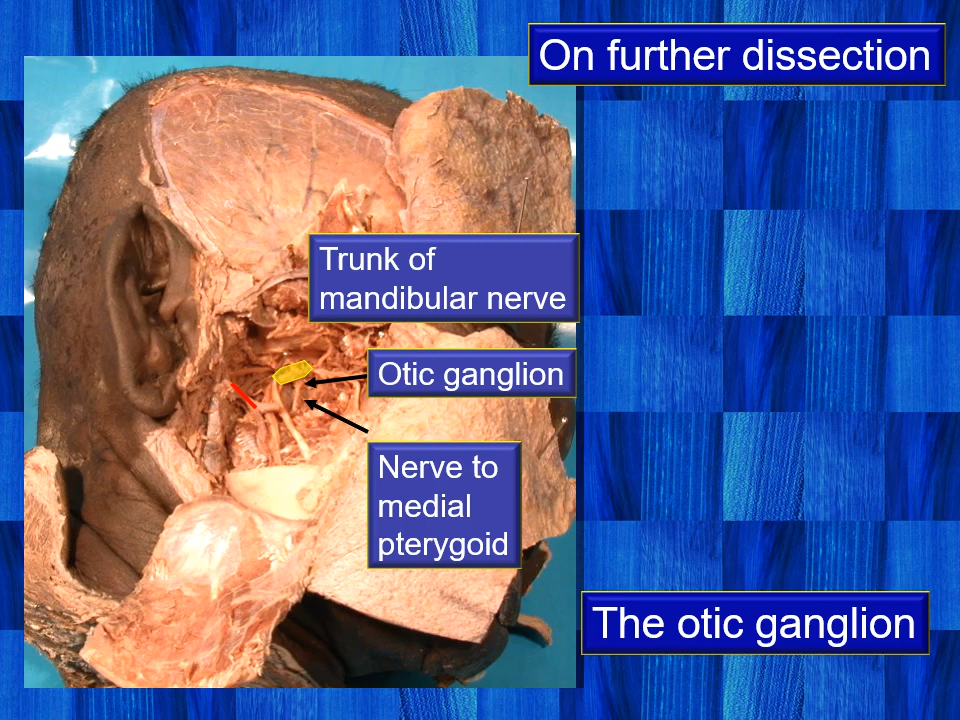 On further dissection
Trunk of
mandibular nerve
Otic ganglion
Nerve to
medial
pterygoid
The otic ganglion